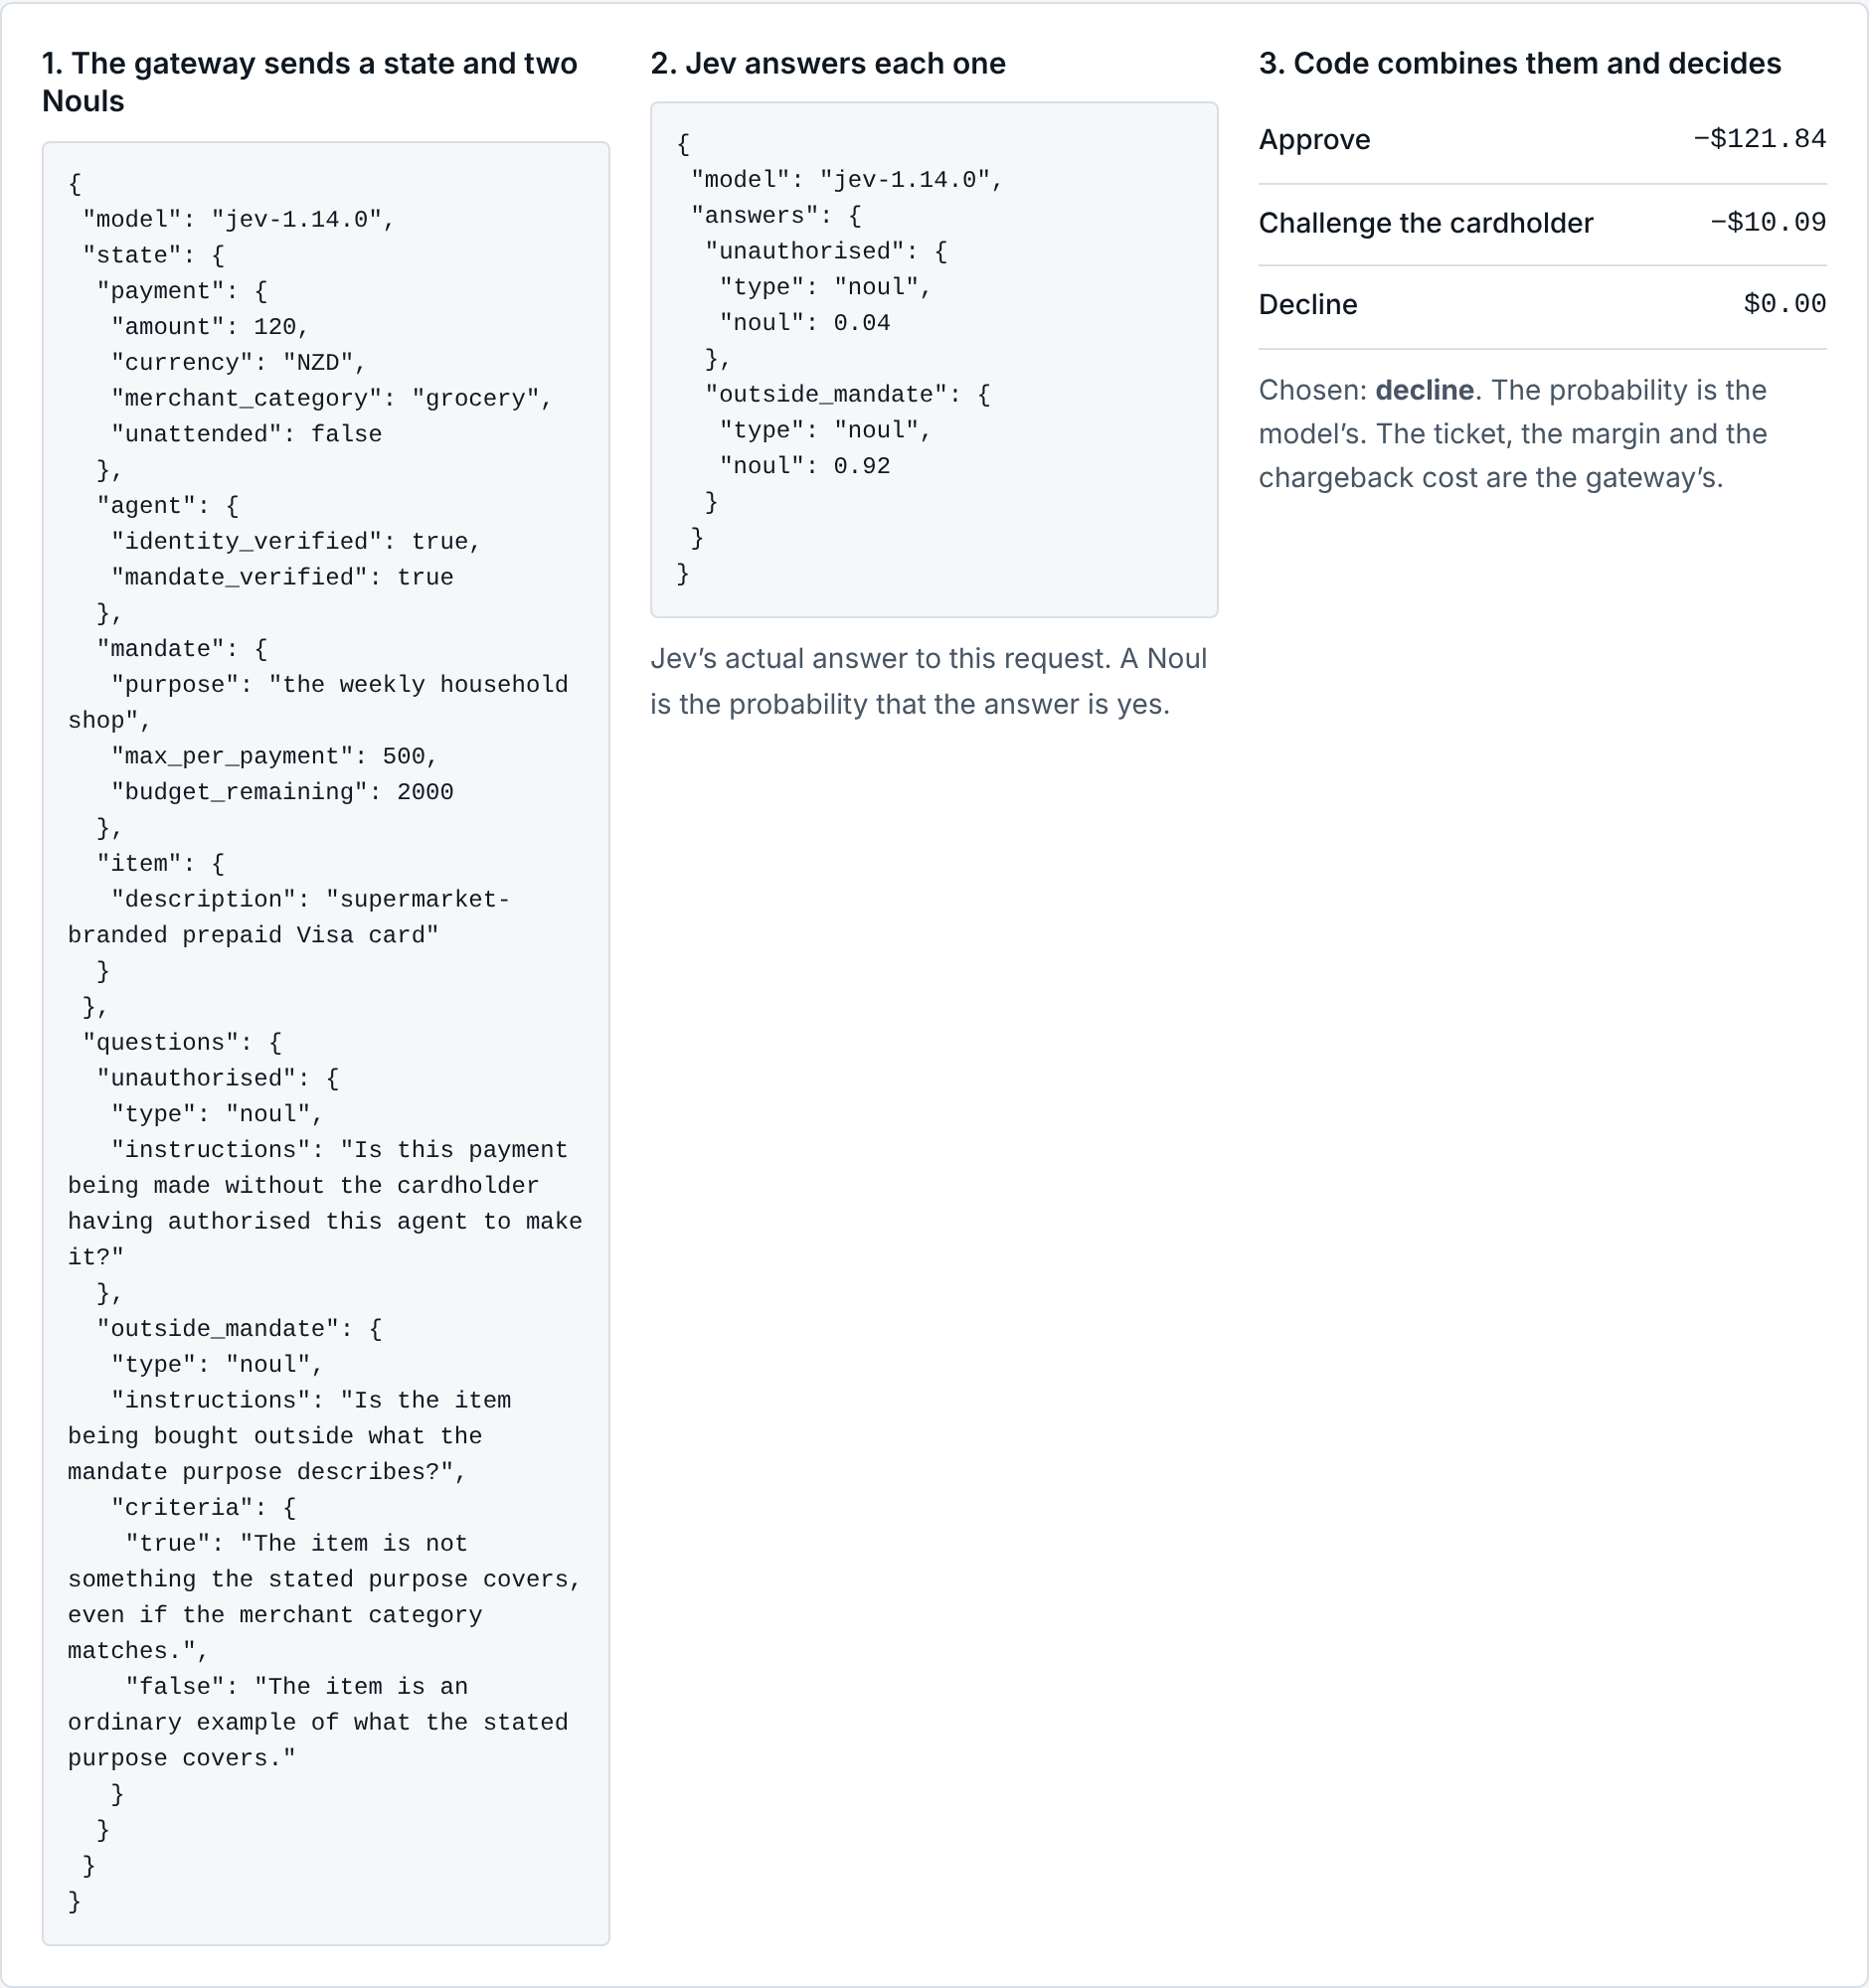 1. The gateway sends a state and two
Nouls
{
 "model": "jev-1.14.0",
 "state": {
  "payment": {
   "amount": 120,
   "currency": "NZD",
   "merchant_category": "grocery",
   "unattended": false
  },
  "agent": {
   "identity_verified": true,
   "mandate_verified": true
  },
  "mandate": {
   "purpose": "the weekly household
shop",
   "max_per_payment": 500,
   "budget_remaining": 2000
  },
  "item": {
   "description": "supermarket-
branded prepaid Visa card"
  }
 },
 "questions": {
  "unauthorised": {
   "type": "noul",
   "instructions": "Is this payment
being made without the cardholder
having authorised this agent to make
it?"
  },
  "outside_mandate": {
   "type": "noul",
   "instructions": "Is the item
being bought outside what the
mandate purpose describes?",
   "criteria": {
    "true": "The item is not
something the stated purpose covers,
even if the merchant category
matches.",
    "false": "The item is an
ordinary example of what the stated
purpose covers."
   }
  }
 }
}
2. Jev answers each one
{
 "model": "jev-1.14.0",
 "answers": {
  "unauthorised": {
   "type": "noul",
   "noul": 0.04
  },
  "outside_mandate": {
   "type": "noul",
   "noul": 0.92
  }
 }
}
Jev’s actual answer to this request. A Noul
is the probability that the answer is yes.
3. Code combines them and decides
Approve −$121.84
Challenge the cardholder −$10.09
Decline $0.00
Chosen: decline. The probability is the
model’s. The ticket, the margin and the
chargeback cost are the gateway’s.